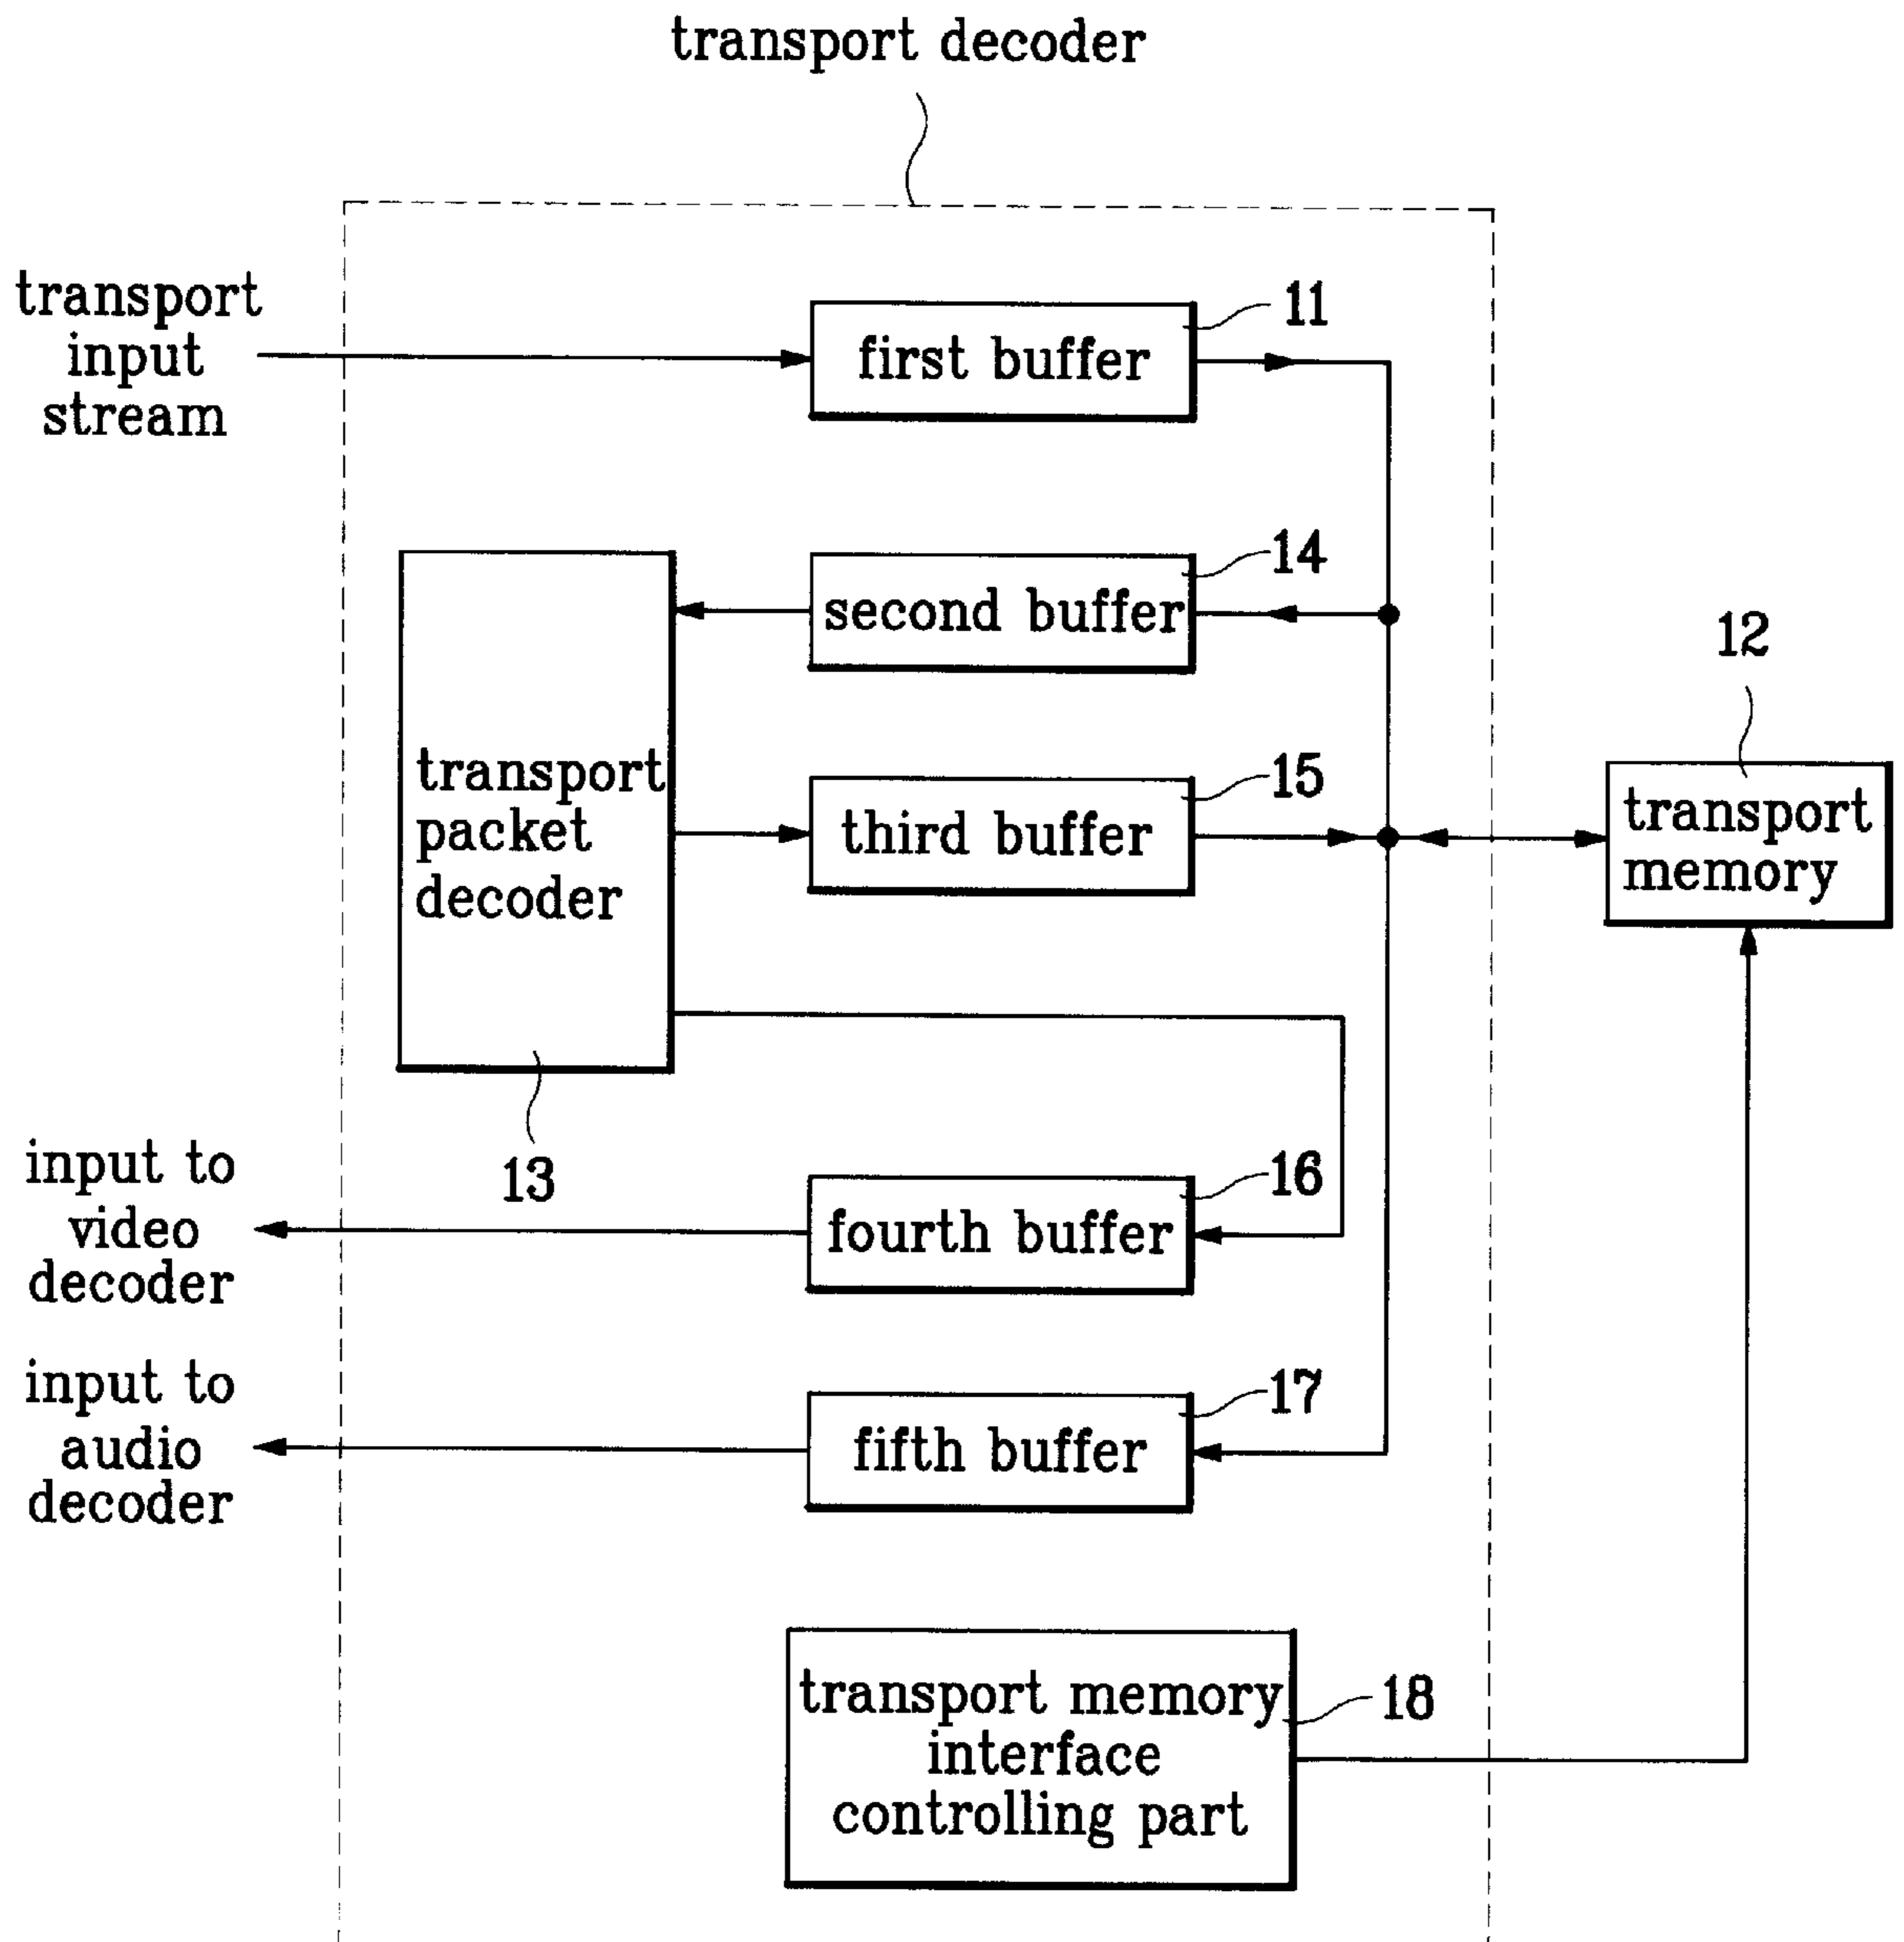 transport decoder
transport
input
stream
11
first buffer
14
second buffer
12
transport
packet
decoder
15
third buffer
transport
memory
13
input to
video
decoder
16
fourth buffer
input to
audio
decoder
17
fifth buffer
transport memory
interface
controlling part
18